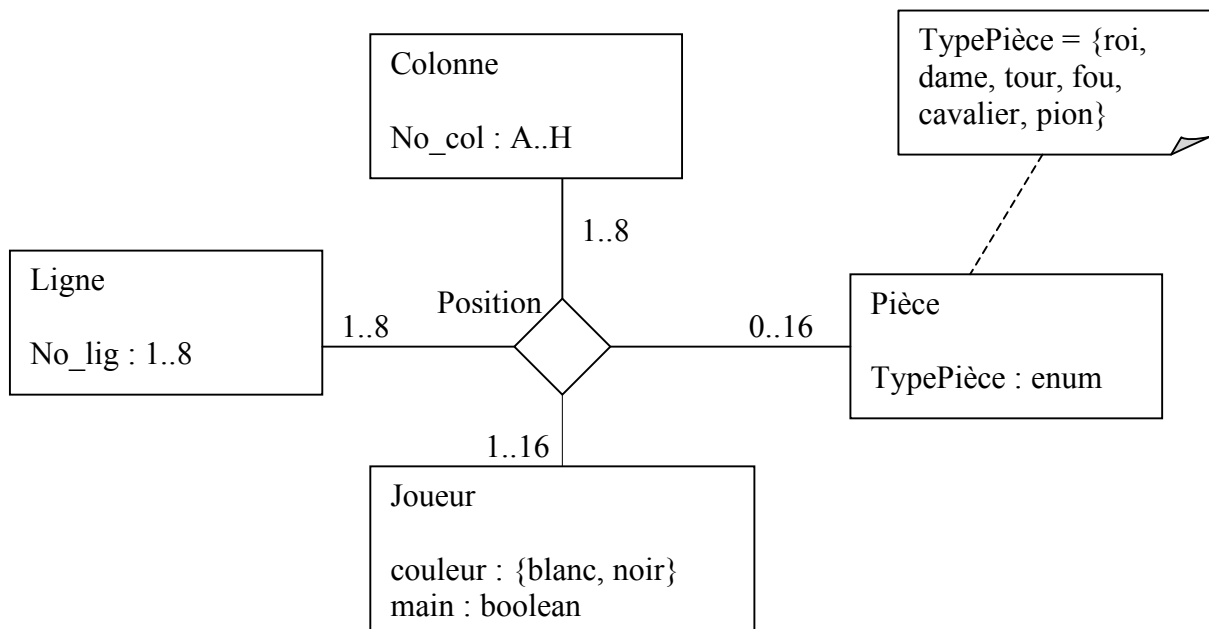 TypePièce = {roi,
dame, tour, fou,
cavalier, pion}
Colonne
No_col : A..H
1..8
Ligne
No_lig : 1..8
1..8
Position
0..16
Pièce
TypePièce : enum
1..16
Joueur
couleur : {blanc, noir}
main : boolean